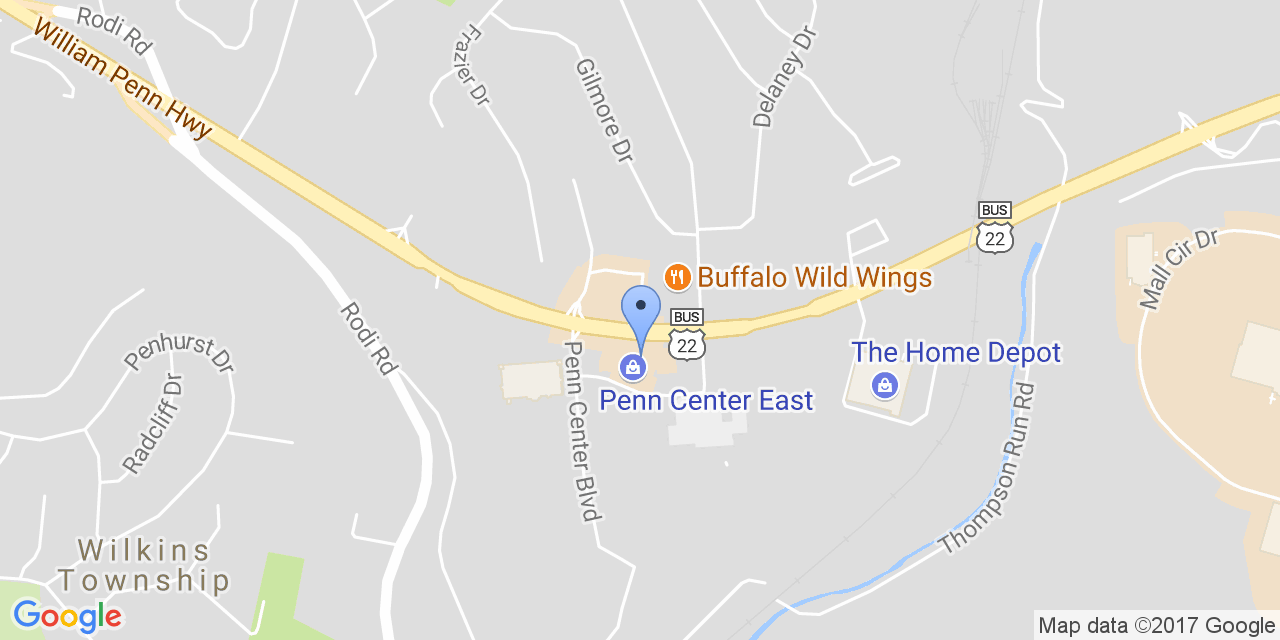 Rodi Rd
William Penn Hwy
Frazier Dr
Gilmore Dr
Delaney Dr
BUS
22
Mall Cir Dr
Buffalo Wild Wings
BUS
22
Rodi Rd
Penhurst Dr
Radcliff Dr
Penn Center Blvd
Penn Center East
The Home Depot
Thompson Run Rd
Wilkins
Township
Google
Map data ©2017 Google